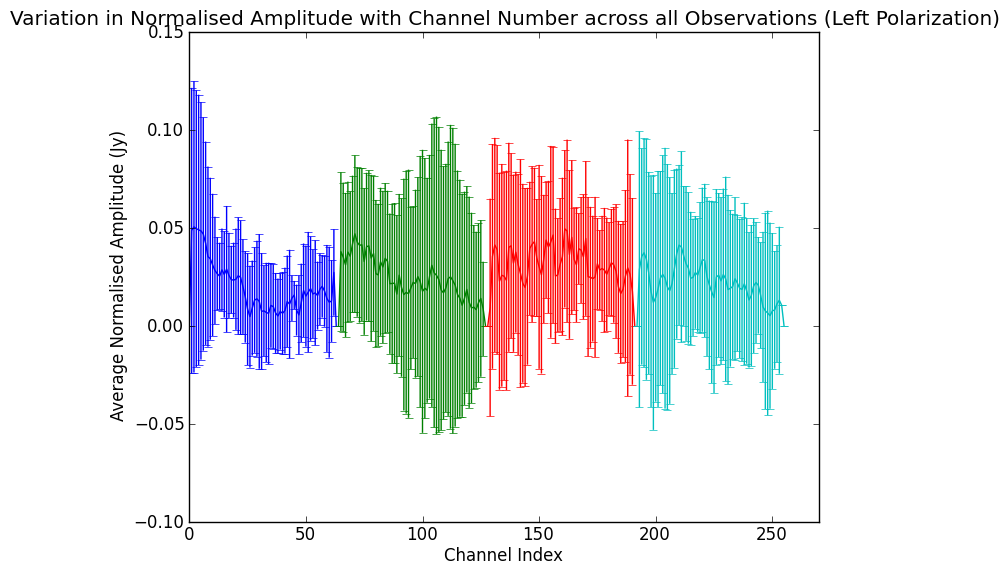 Variation in Normalised Amplitude with Channel Number across all Observations (Left Polarization)
0.15
0.10
0.05
0.00
−0.05
−0.10
Average Normalised Amplitude (Jy)
0 50 100 150 200 250
Channel Index